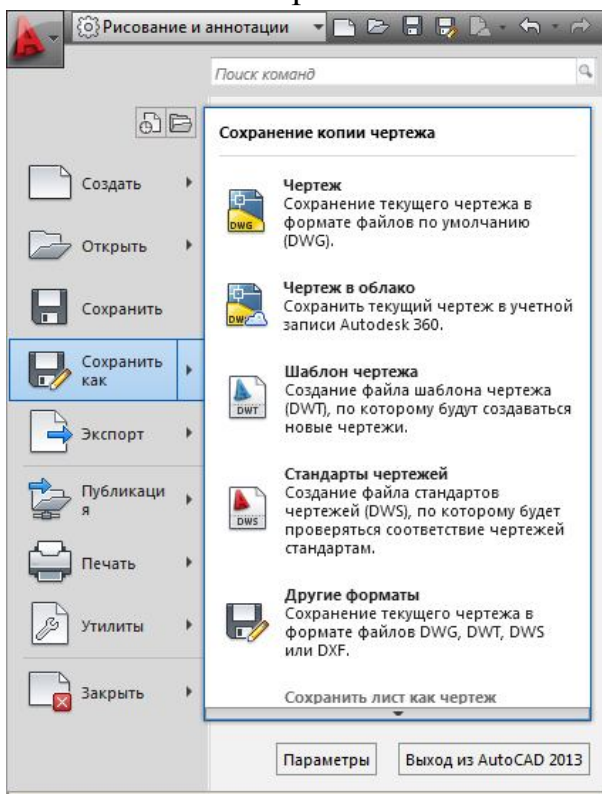 Рисование и аннотации
Поиск команд
Сохранение копии чертежа
Создать
Открыть
Сохранить
Сохранить
как
Экспорт
Публикаци
я
Печать
Утилиты
Закрыть
DWG
Чертеж
Сохранение текущего чертежа в
формате файлов по умолчанию
(DWG).
Чертеж в облако
Сохранить текущий чертеж в учетной
записи Autodesk 360.
DWT
Шаблон чертежа
Создание файла шаблона чертежа
(DWT), по которому будут создаваться
новые чертежи.
DWS
Стандарты чертежей
Создание файла стандартов
чертежей (DWS), по которому будет
проверяться соответствие чертежей
стандартам.
Другие форматы
Сохранение текущего чертежа в
формате файлов DWG, DWT, DWS
или DXF.
Сохранить лист как чертеж
Параметры
Выход из AutoCAD 2013